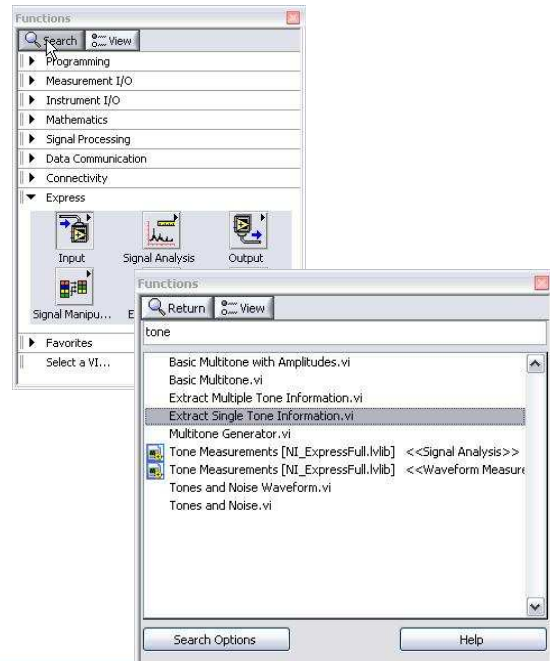 Functions
Search View
Programming
Measurement I/O
Instrument I/O
Mathematics
Signal Processing
Data Communication
Connectivity
Express
Input Signal Analysis Output
Signal Manipu... E
Favorites
Select a VI...
Functions
Return View
tone
Basic Multitone with Amplitudes.vi
Basic Multitone.vi
Extract Multiple Tone Information.vi
Extract Single Tone Information.vi
Multitone Generator.vi
Tone Measurements [NI_ExpressFull.lvlib] <<Signal Analysis>>
Tone Measurements [NI_ExpressFull.lvlib] <<Waveform Measure
Tones and Noise Waveform.vi
Tones and Noise.vi
Search Options Help